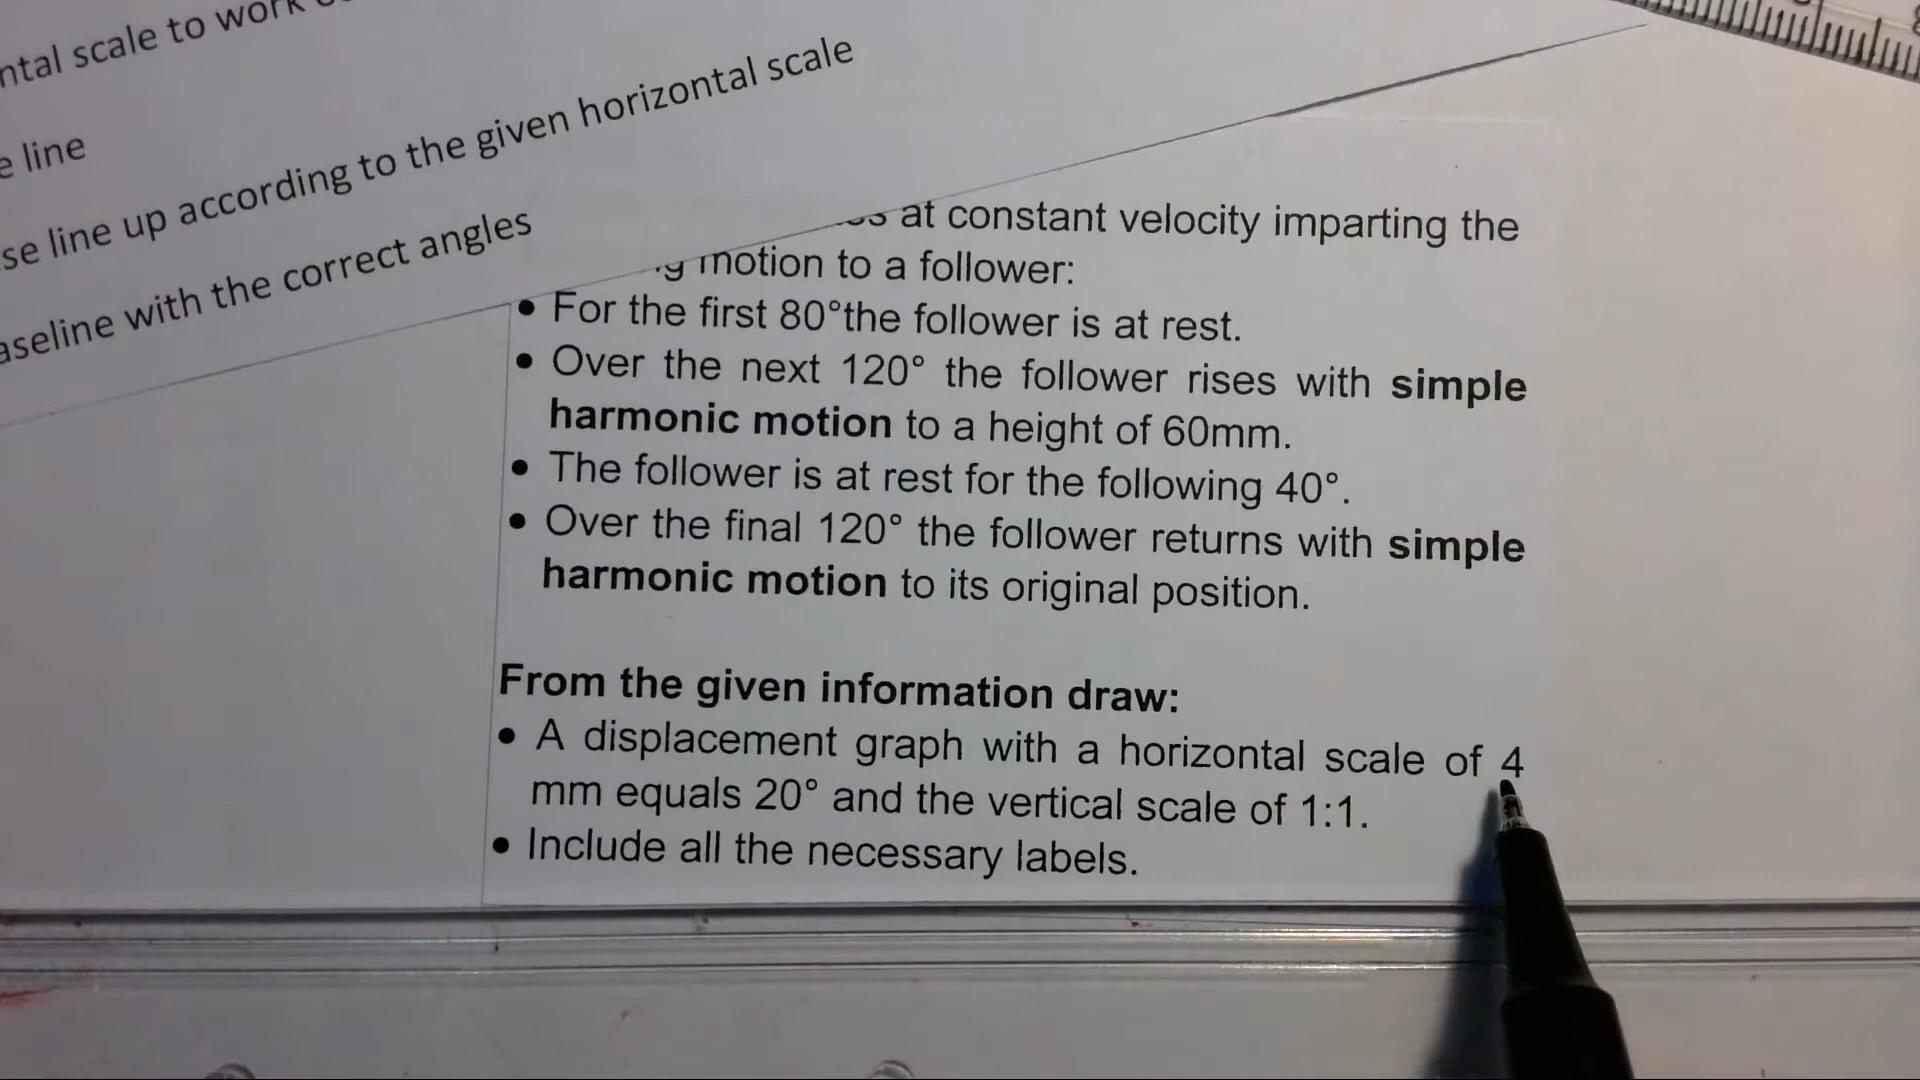 scale to work
line
line up according to the given horizontal scale
with the correct angles
at constant velocity imparting the
motion to a follower:
• For the first 80°the follower is at rest.
• Over the next 120° the follower rises with simple
harmonic motion to a height of 60mm.
• The follower is at rest for the following 40°.
• Over the final 120° the follower returns with simple
harmonic motion to its original position.
From the given information draw:
• A displacement graph with a horizontal scale of 4
mm equals 20° and the vertical scale of 1:1.
• Include all the necessary labels.